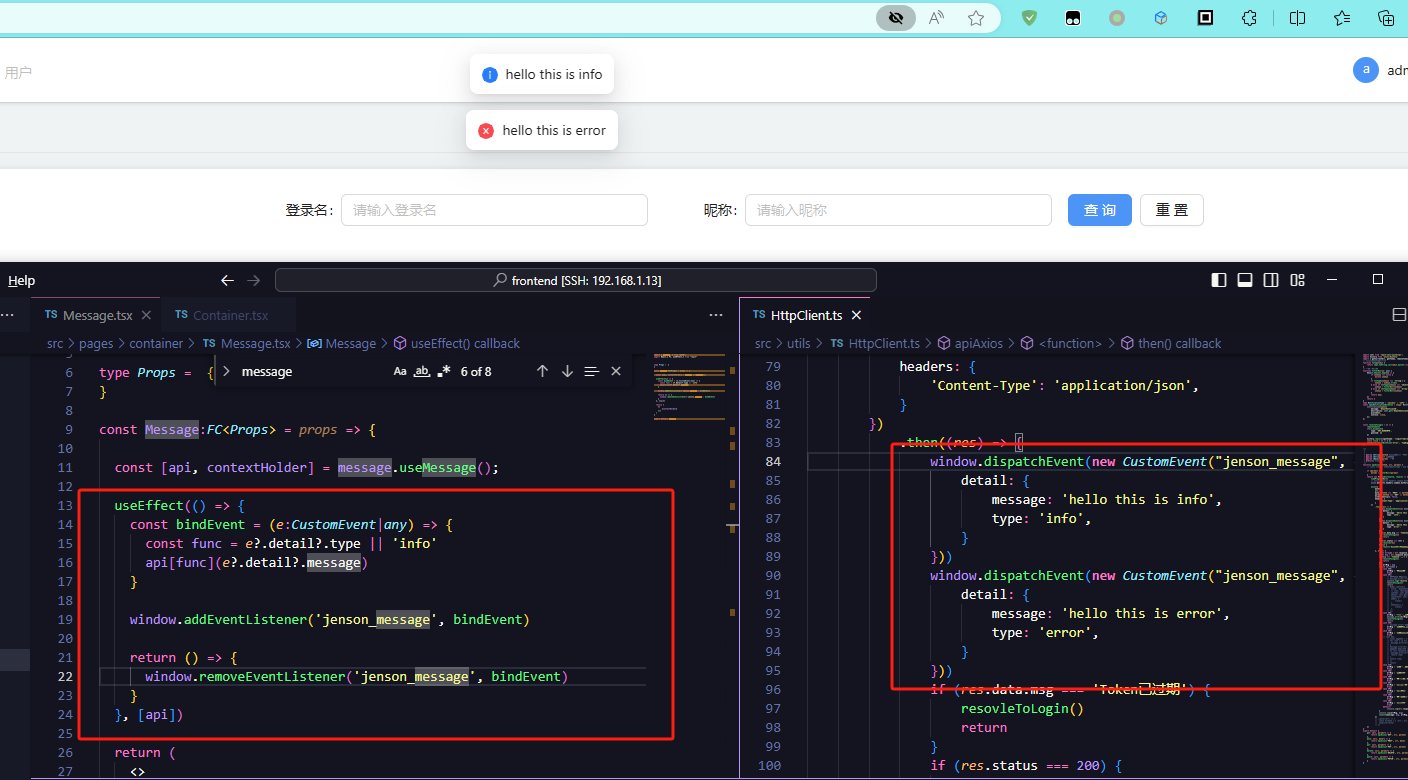 用户
hello this is info
a
adm
hello this is error
登录名:
请输入登录名
昵称:
请输入昵称
查 询
重 置
Help
frontend [SSH: 192.168.1.13]
TS Message.tsx
TS Container.tsx
src > pages > container > TS Message.tsx > Message > useEffect() callback
message
Aa ab .* 6 of 8
6 type Props = {
7 }
8
9 const Message:FC<Props> = props => {
10
11 const [api, contextHolder] = message.useMessage();
12
13 useEffect(() => {
14 const bindEvent = (e:CustomEvent|any) => {
15 const func = e?.detail?.type || 'info'
16 api[func](e?.detail?.message)
17 }
18
19 window.addEventListener('jenson_message', bindEvent)
20
21 return () => {
22 window.removeEventListener('jenson_message', bindEvent)
23 }
24 }, [api])
25
26 return (
27 <>
TS HttpClient.ts
src > utils > TS HttpClient.ts > apiAxios > <function> > then() callback
79 headers: {
80 'Content-Type': 'application/json',
81 }
82 })
83 .then((res) => {
84 window.dispatchEvent(new CustomEvent("jenson_message",
85 detail: {
86 message: 'hello this is info',
87 type: 'info',
88 }
89 }))
90 window.dispatchEvent(new CustomEvent("jenson_message",
91 detail: {
92 message: 'hello this is error',
93 type: 'error',
94 }
95 }))
96 if (res.data.msg === 'Token已过期') {
97 resovleToLogin()
98 return
99 }
100 if (res.status === 200) {